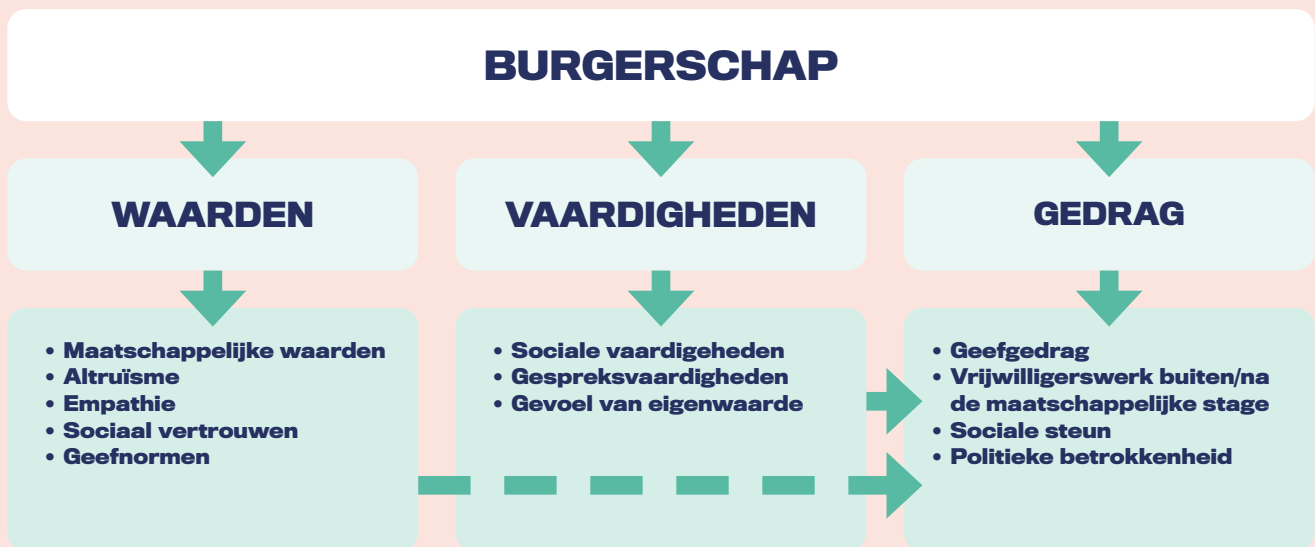 BURGERSCHAP
WAARDEN
• Maatschappelijke waarden
• Altruïsme
• Empathie
• Sociaal vertrouwen
• Geefnormen
VAARDIGHEDEN
• Sociale vaardigeheden
• Gespreksvaardigheden
• Gevoel van eigenwaarde
GEDRAG
• Geefgedrag
• Vrijwilligerswerk buiten/na
de maatschappelijke stage
• Sociale steun
• Politieke betrokkenheid